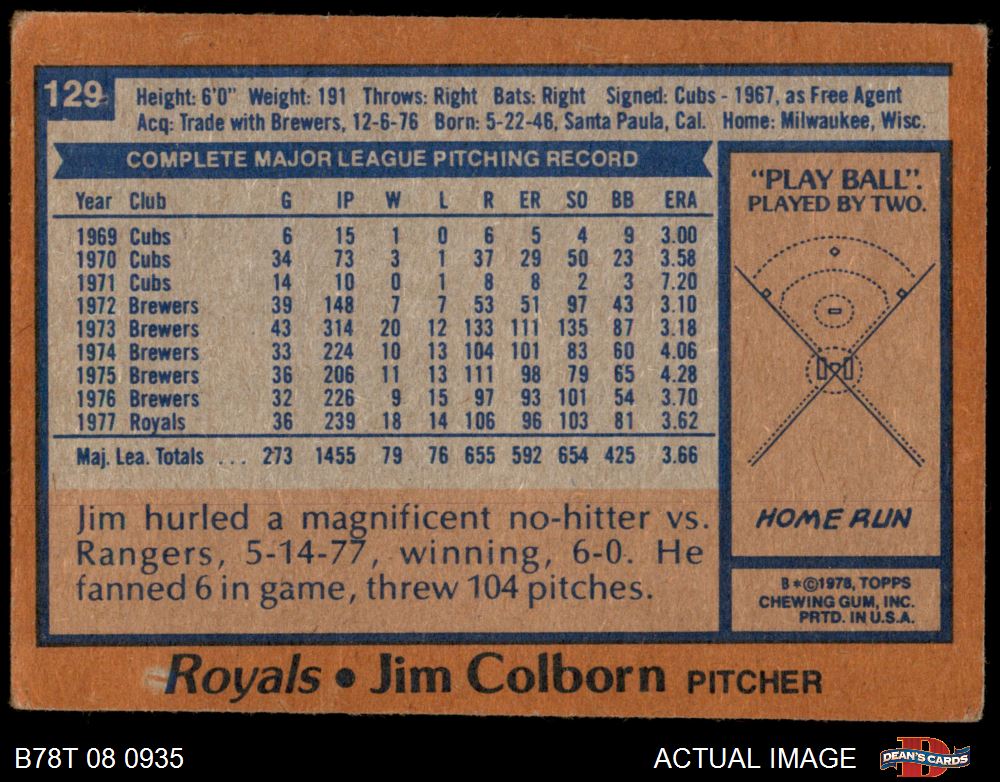 129
Height: 6'0" Weight: 191 Throws: Right Bats: Right Signed: Cubs - 1967, as Free Agent
Acq: Trade with Brewers, 12-6-76 Born: 5-22-46, Santa Paula, Cal. Home: Milwaukee, Wisc.
COMPLETE MAJOR LEAGUE PITCHING RECORD
Year Club G IP W L R ER SO BB ERA
1969 Cubs 6 15 1 0 6 5 4 9 3.00
1970 Cubs 34 73 3 1 37 29 50 23 3.58
1971 Cubs 14 10 0 1 8 8 2 3 7.20
1972 Brewers 39 148 7 7 53 51 97 43 3.10
1973 Brewers 43 314 20 12 133 111 135 87 3.18
1974 Brewers 33 224 10 13 104 101 83 60 4.06
1975 Brewers 36 206 11 13 111 98 79 65 4.28
1976 Brewers 32 226 9 15 97 93 101 54 3.70
1977 Royals 36 239 18 14 106 96 103 81 3.62
Maj. Lea. Totals ... 273 1455 79 76 655 592 654 425 3.66
Jim hurled a magnificent no-hitter vs.
Rangers, 5-14-77, winning, 6-0. He
fanned 6 in game, threw 104 pitches.
"PLAY BALL".
PLAYED BY TWO.
HOME RUN
B*©1978, TOPPS
CHEWING GUM, INC.
PRTD. IN U.S.A.
Royals • Jim Colborn PITCHER
B78T 08 0935
ACTUAL IMAGE
DEAN'S CARDS